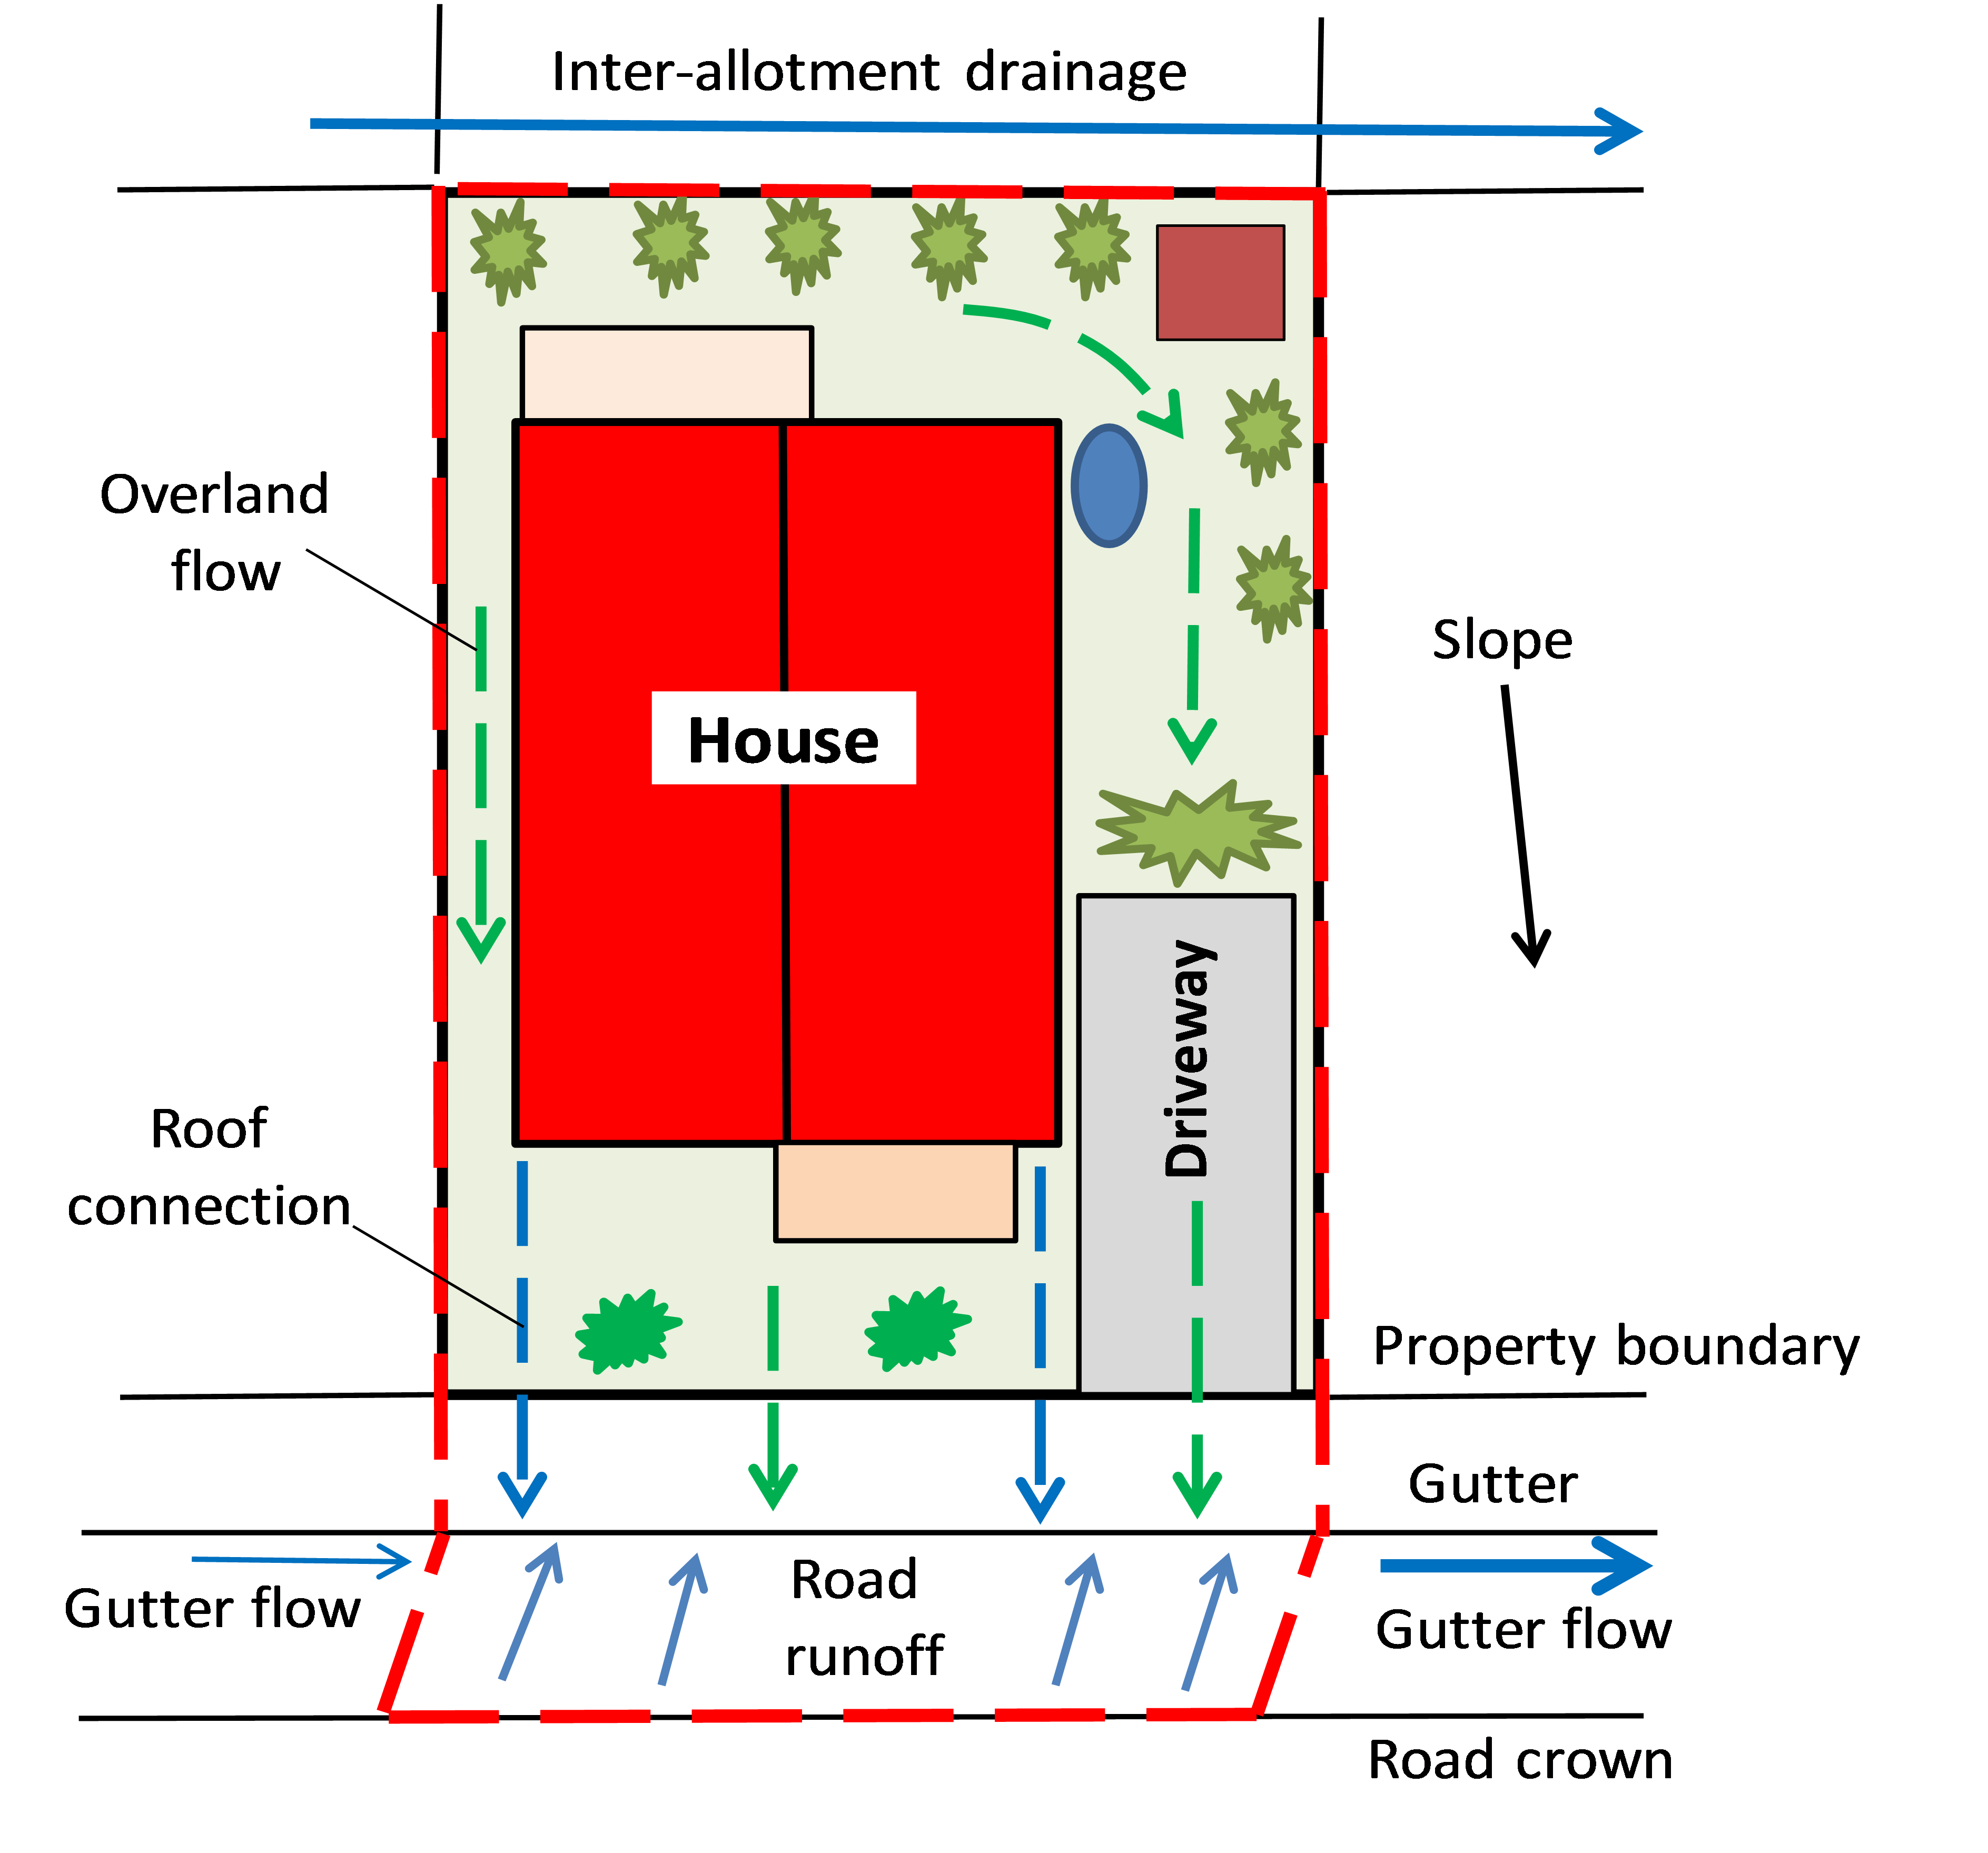 Inter-allotment drainage
Overland
flow
Slope
House
Driveway
Roof
connection
Property boundary
Gutter
Gutter flow
Road
runoff
Gutter flow
Road crown